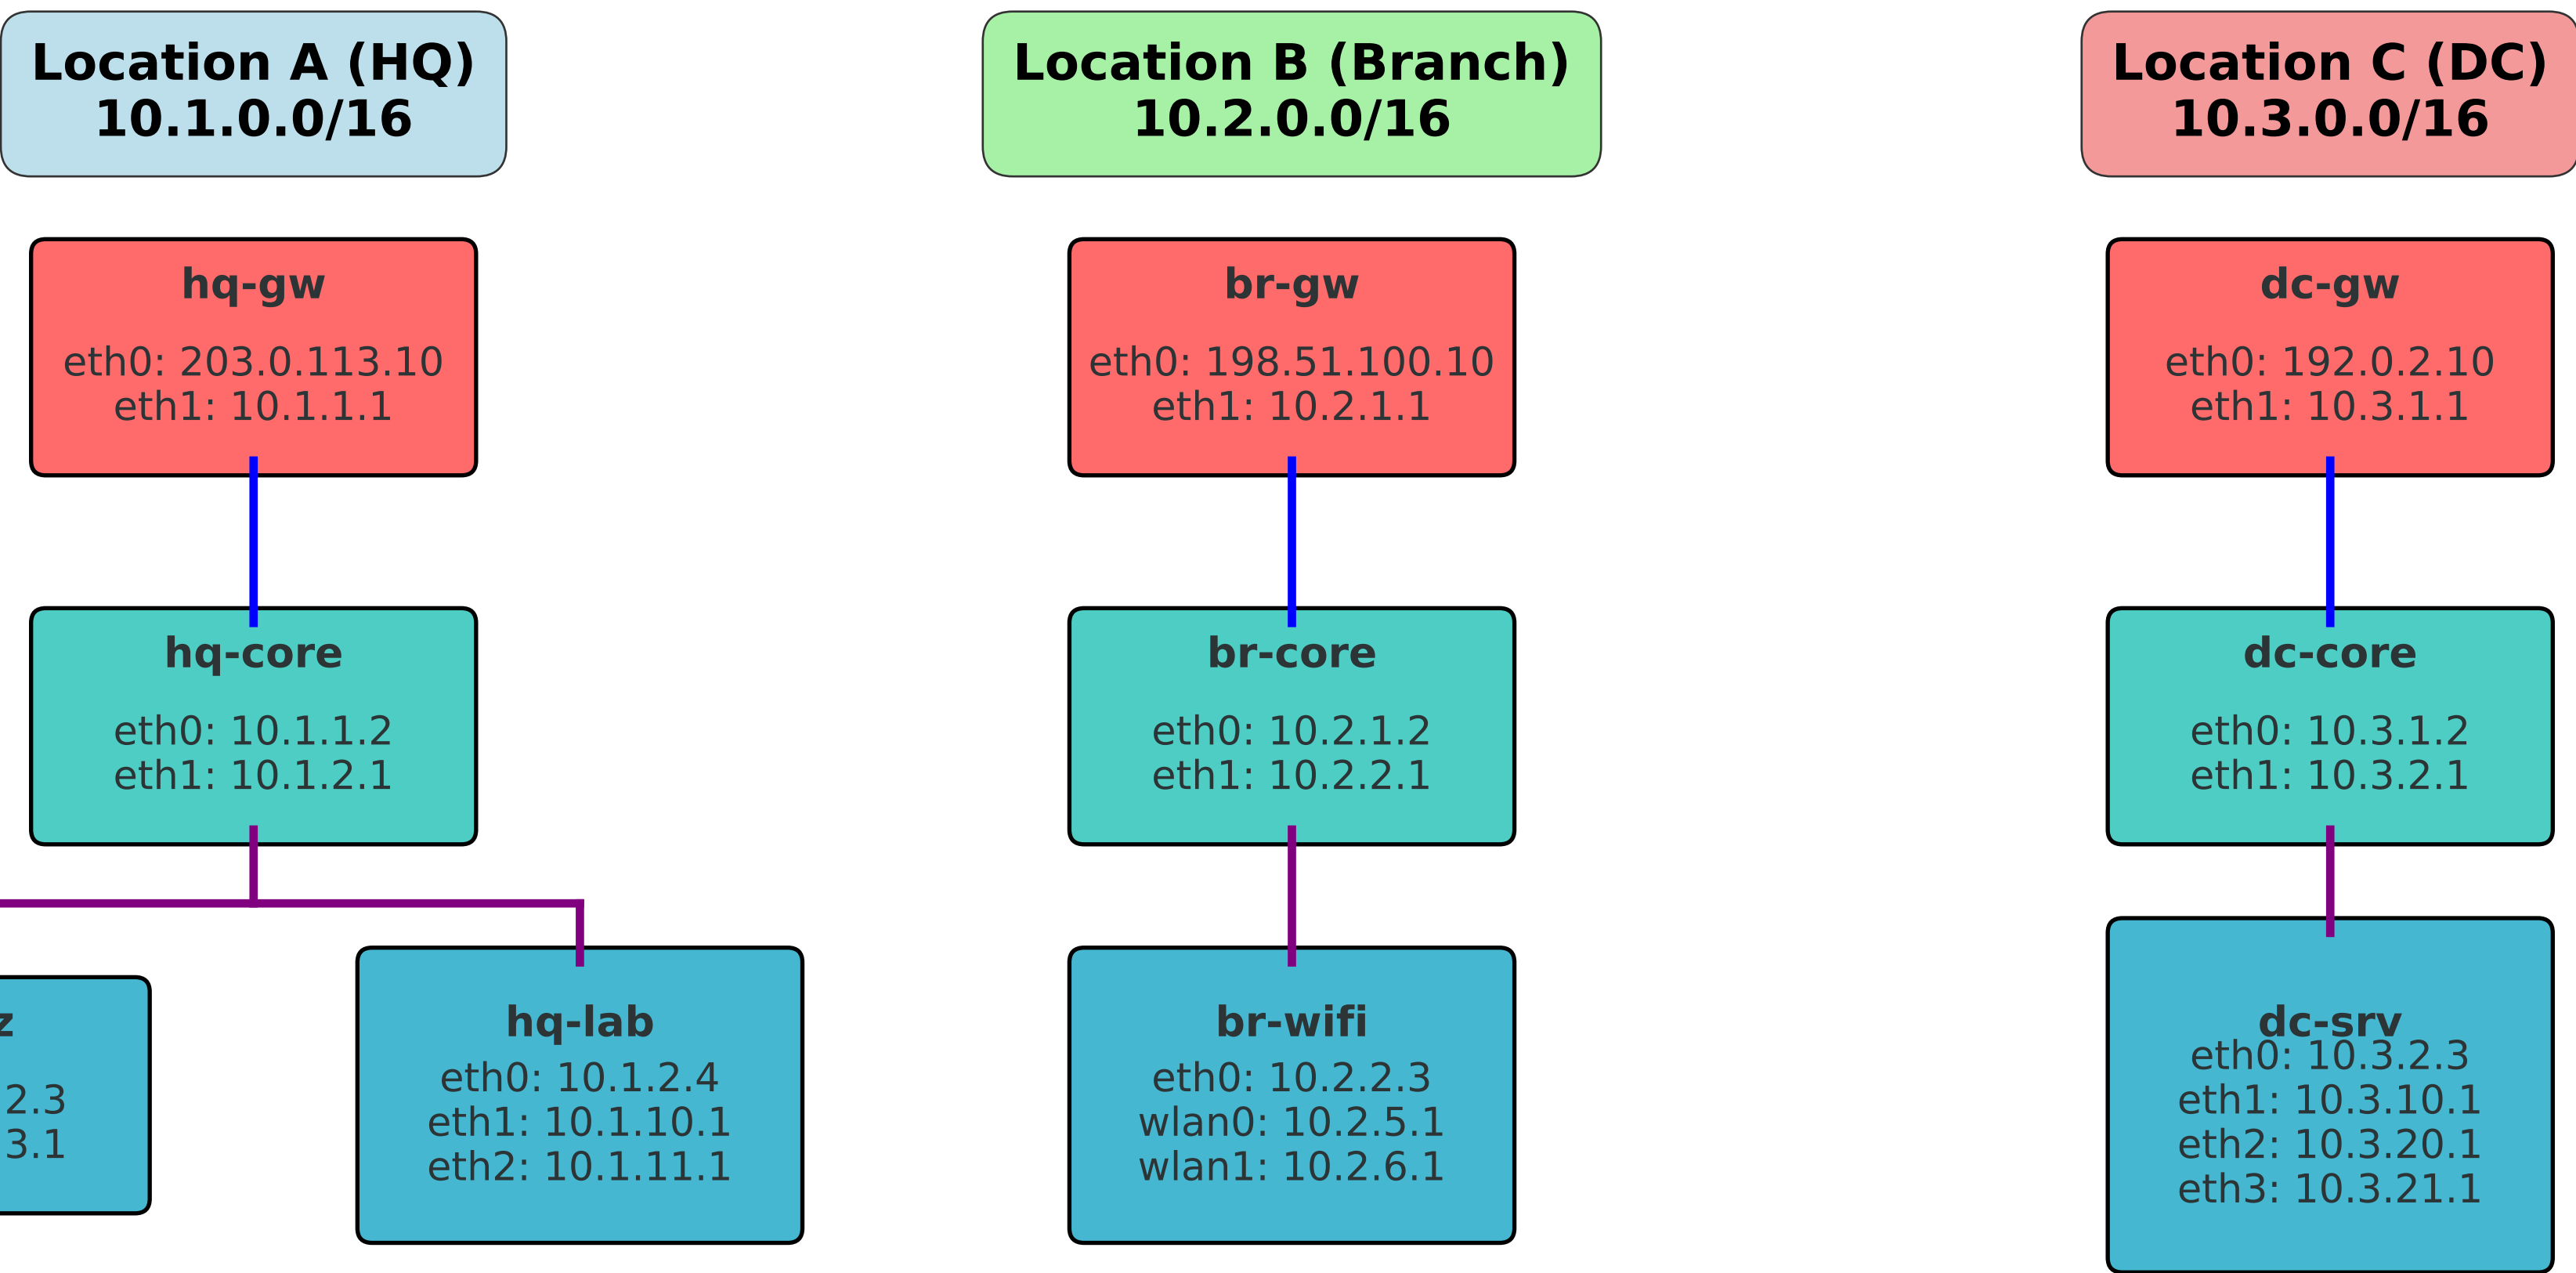 Location A (HQ)
10.1.0.0/16
Location B (Branch)
10.2.0.0/16
Location C (DC)
10.3.0.0/16
hq-gw
eth0: 203.0.113.10
eth1: 10.1.1.1
br-gw
eth0: 198.51.100.10
eth1: 10.2.1.1
dc-gw
eth0: 192.0.2.10
eth1: 10.3.1.1
hq-core
eth0: 10.1.1.2
eth1: 10.1.2.1
br-core
eth0: 10.2.1.2
eth1: 10.2.2.1
dc-core
eth0: 10.3.1.2
eth1: 10.3.2.1
z
2.3
3.1
hq-lab
eth0: 10.1.2.4
eth1: 10.1.10.1
eth2: 10.1.11.1
br-wifi
eth0: 10.2.2.3
wlan0: 10.2.5.1
wlan1: 10.2.6.1
dc-srv
eth0: 10.3.2.3
eth1: 10.3.10.1
eth2: 10.3.20.1
eth3: 10.3.21.1